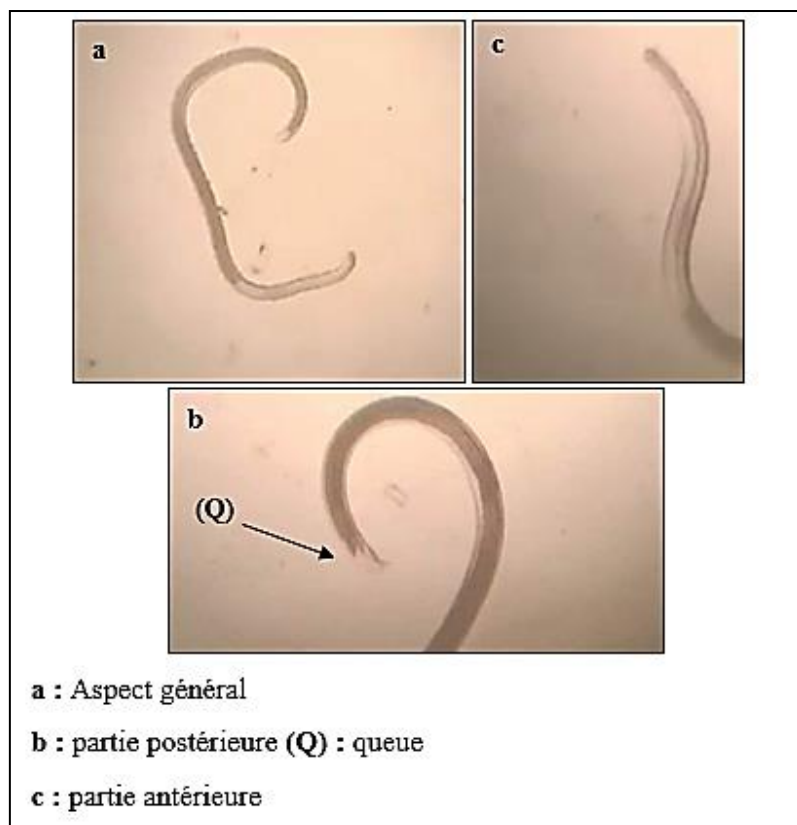 a
c
b
(Q)
a : Aspect général
b : partie postérieure (Q) : queue
c : partie antérieure